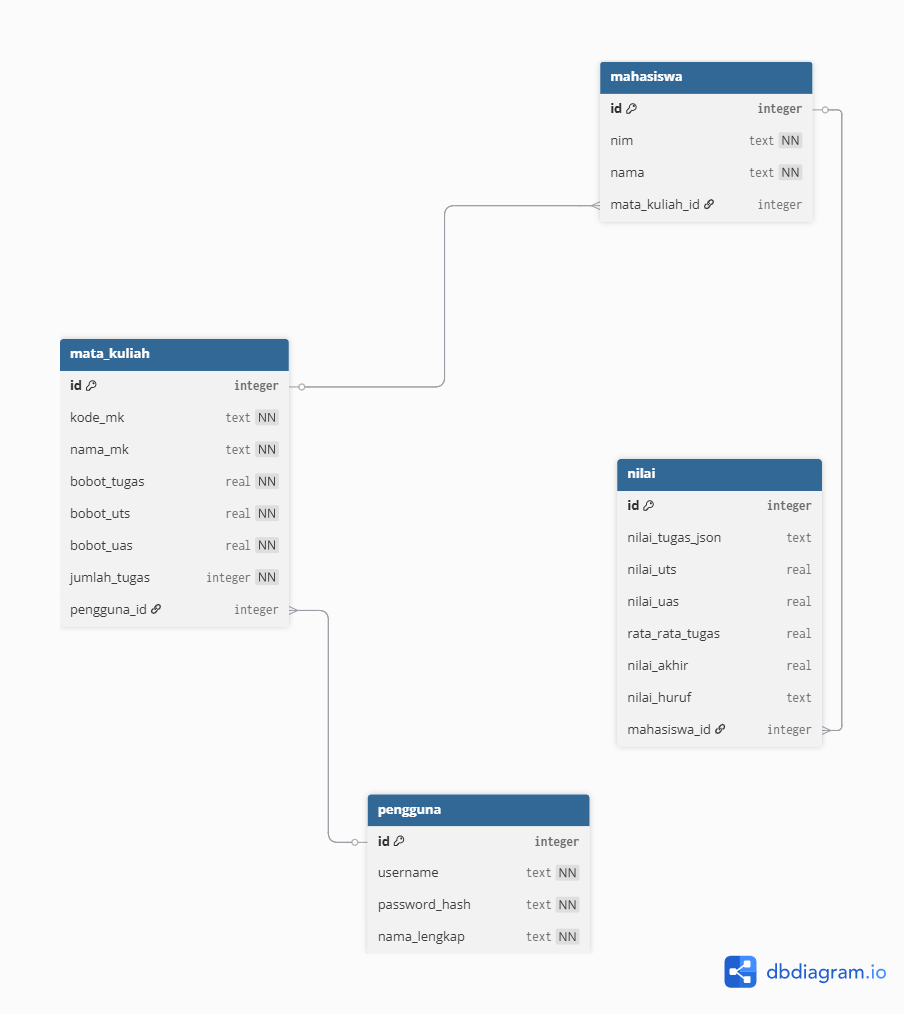 mahasiswa
id integer
nim text NN
nama text NN
mata_kuliah_id integer
mata_kuliah
id integer
kode_mk text NN
nama_mk text NN
bobot_tugas real NN
bobot_uts real NN
bobot_uas real NN
jumlah_tugas integer NN
pengguna_id integer
nilai
id integer
nilai_tugas_json text
nilai_uts real
nilai_uas real
rata_rata_tugas real
nilai_akhir real
nilai_huruf text
mahasiswa_id integer
pengguna
id integer
username text NN
password_hash text NN
nama_lengkap text NN
dbdiagram.io